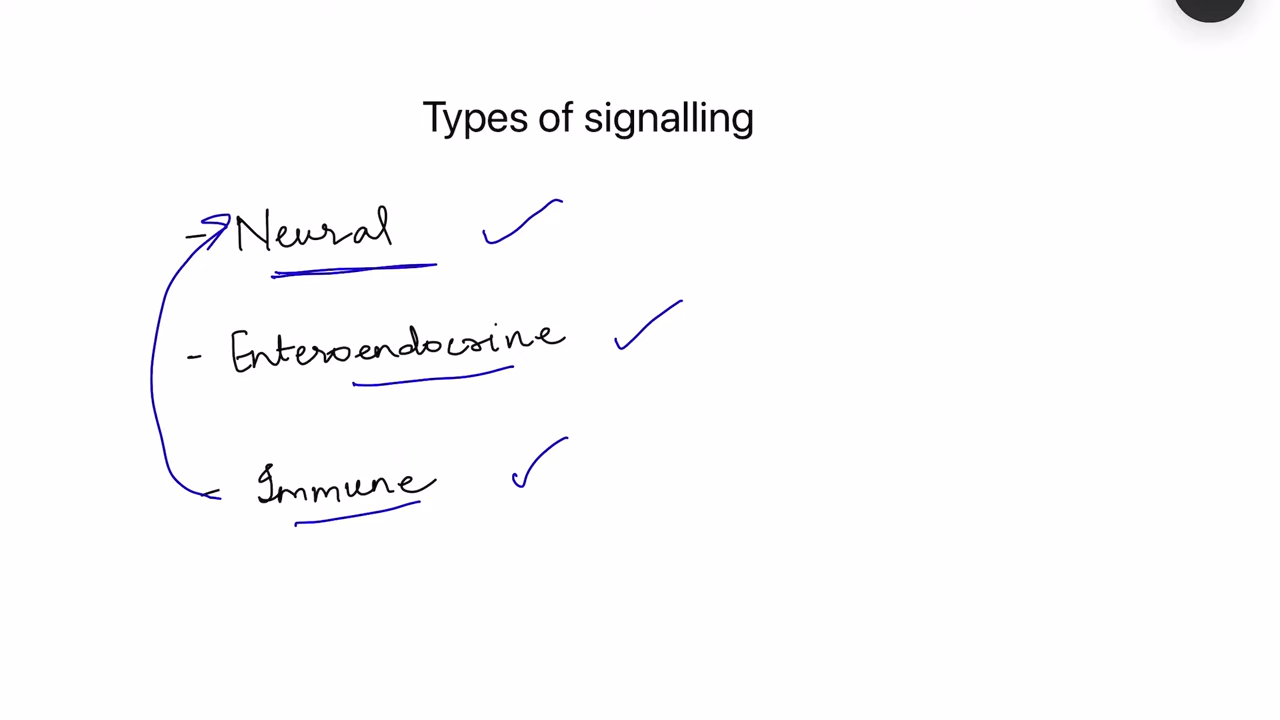 Types of signalling
- Neural
- Enteroendocrine
- Immune